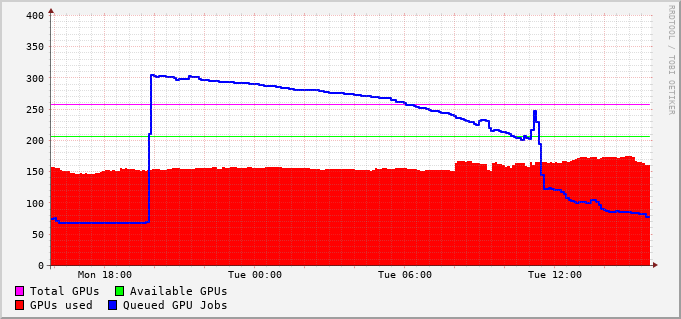 400
350
300
250
200
150
100
50
0
Mon 18:00 Tue 00:00 Tue 06:00 Tue 12:00
Total GPUs Available GPUs
GPUs used Queued GPU Jobs
RRDTOOL / TOBI OETIKER